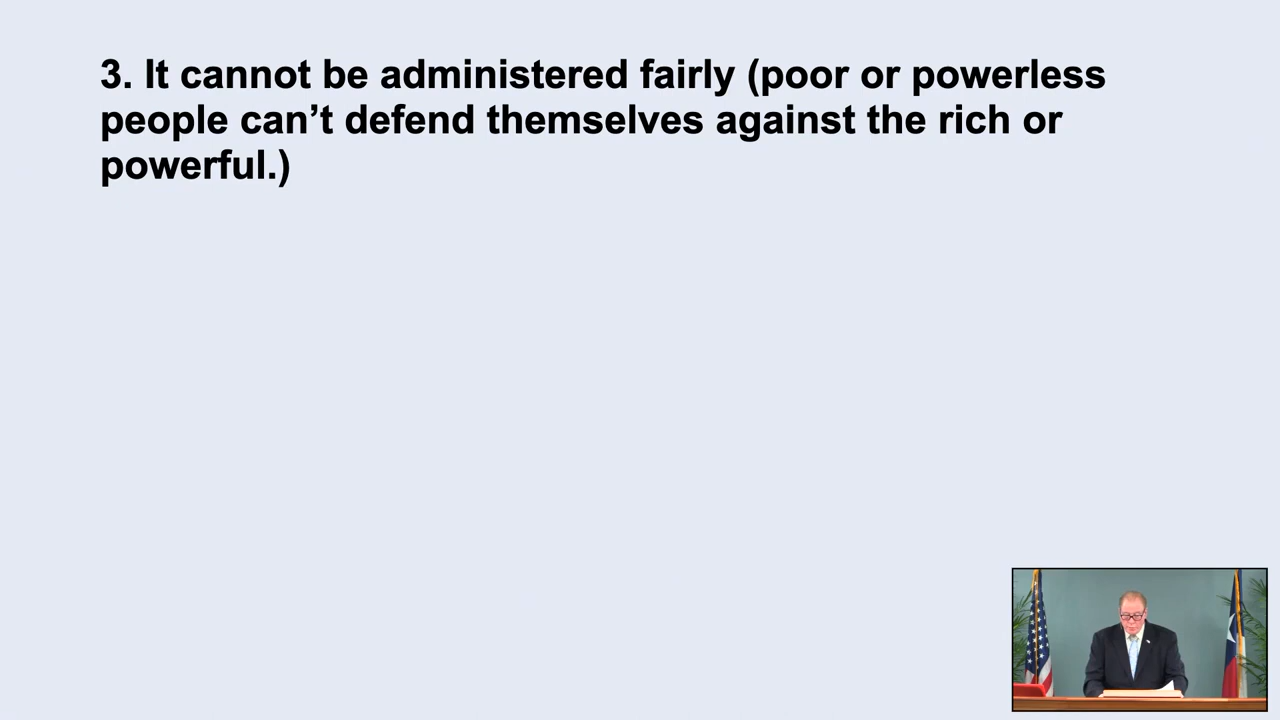 3. It cannot be administered fairly (poor or powerless
people can’t defend themselves against the rich or
powerful.)